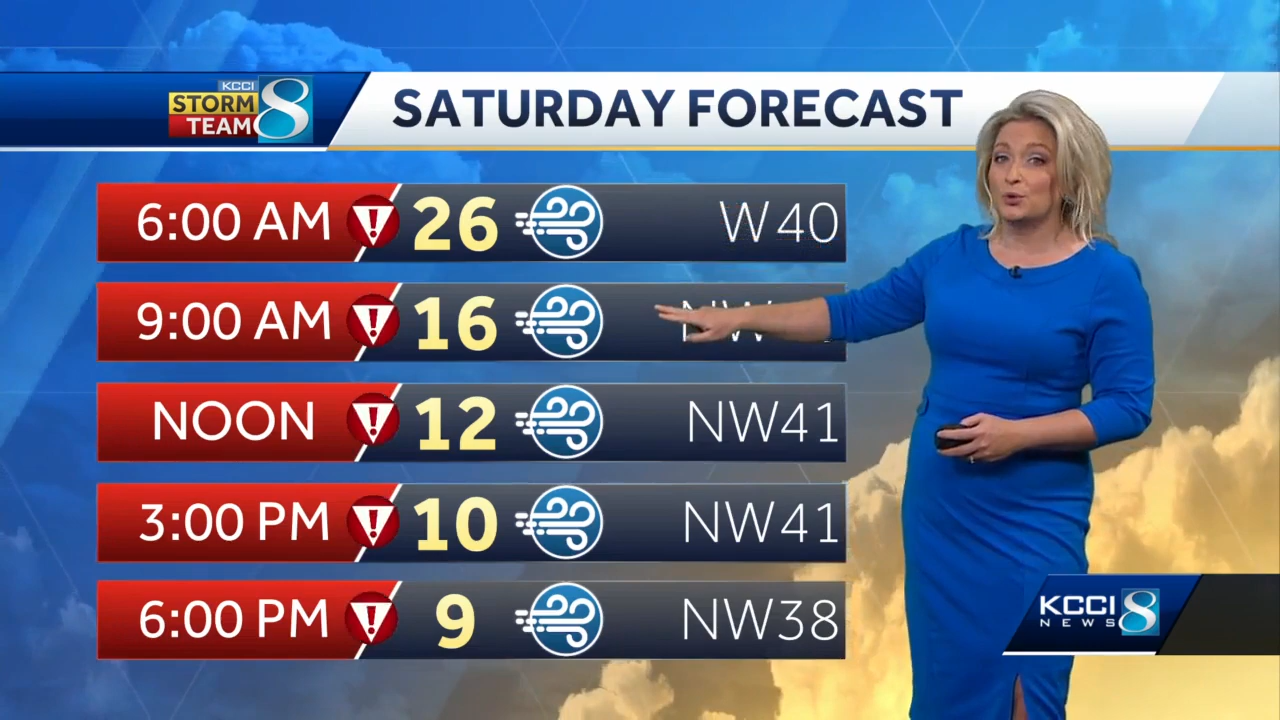 KCCI
STORM
TEAM 8
SATURDAY FORECAST
6:00 AM ! 26 W40
9:00 AM ! 16
NOON ! 12 NW41
3:00 PM ! 10 NW41
6:00 PM ! 9 NW38
KCCI 8
NEWS